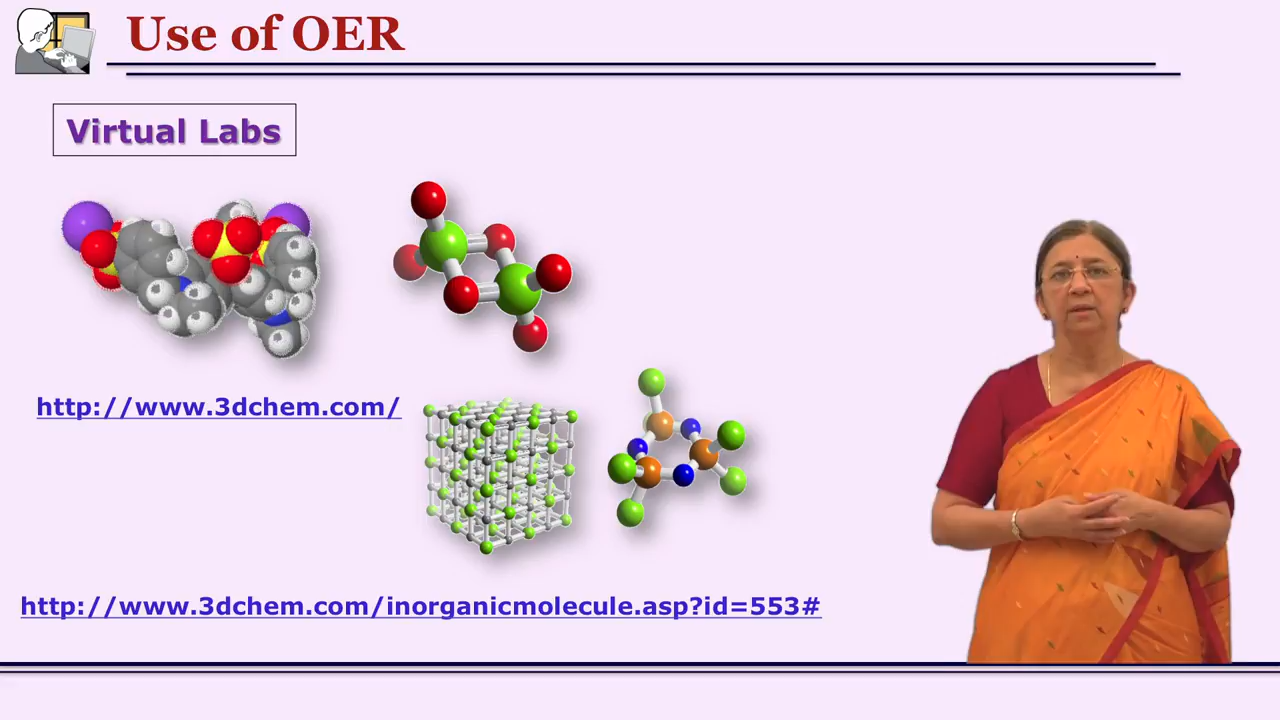 Use of OER
Virtual Labs
http://www.3dchem.com/
http://www.3dchem.com/inorganicmolecule.asp?id=553#